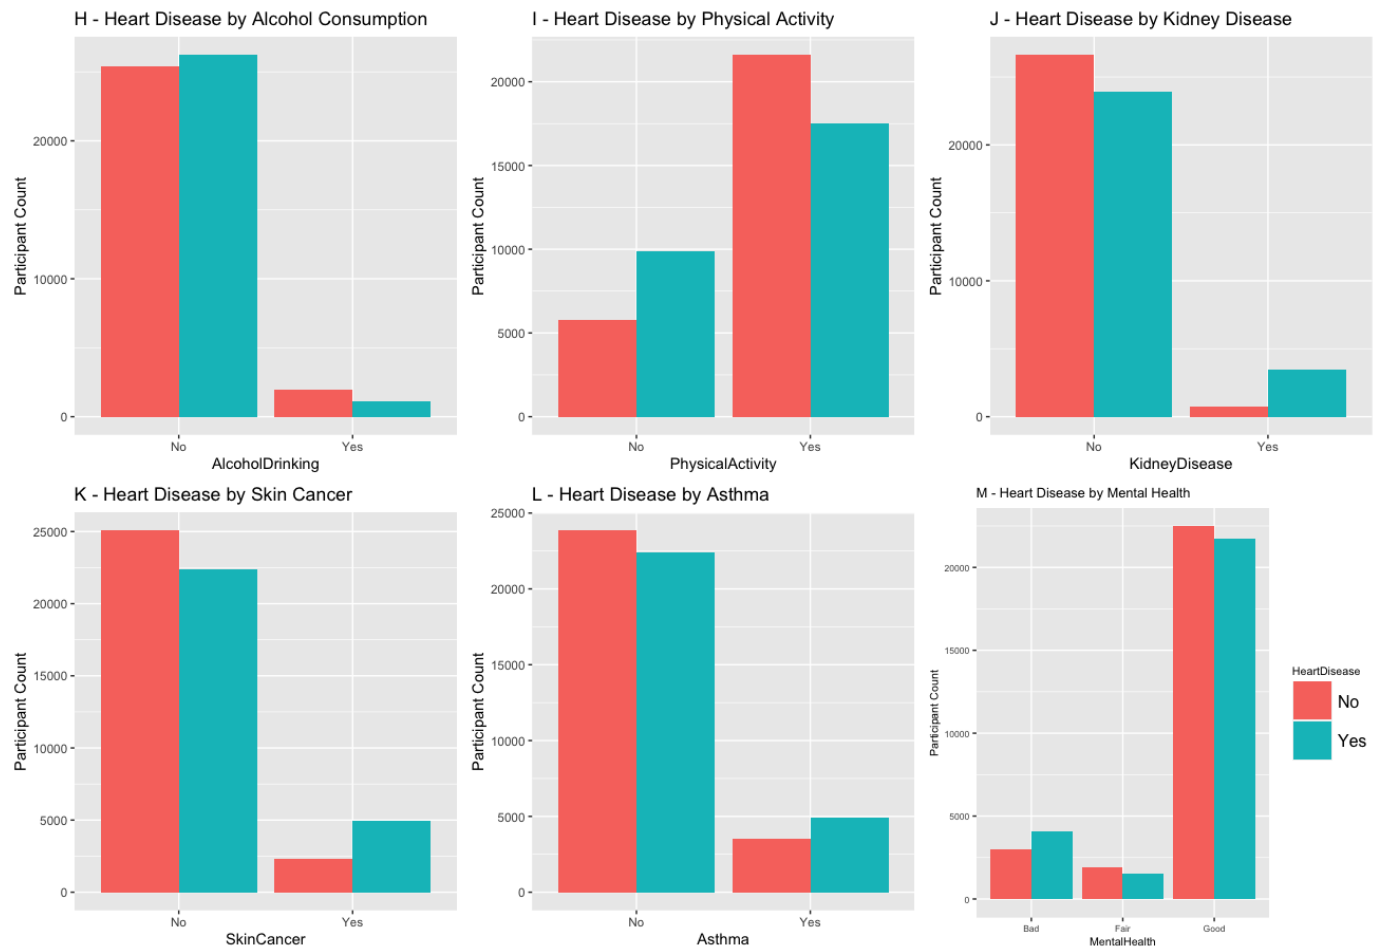 H - Heart Disease by Alcohol Consumption
Participant Count
20000
10000
0
No Yes
AlcoholDrinking
I - Heart Disease by Physical Activity
Participant Count
20000
15000
10000
5000
0
No Yes
PhysicalActivity
J - Heart Disease by Kidney Disease
Participant Count
20000
10000
0
No Yes
KidneyDisease
K - Heart Disease by Skin Cancer
Participant Count
25000
20000
15000
10000
5000
0
No Yes
SkinCancer
L - Heart Disease by Asthma
Participant Count
25000
20000
15000
10000
5000
0
No Yes
Asthma
M - Heart Disease by Mental Health
Participant Count
20000
15000
10000
5000
0
Bad Fair Good
MentalHealth
HeartDisease
No
Yes